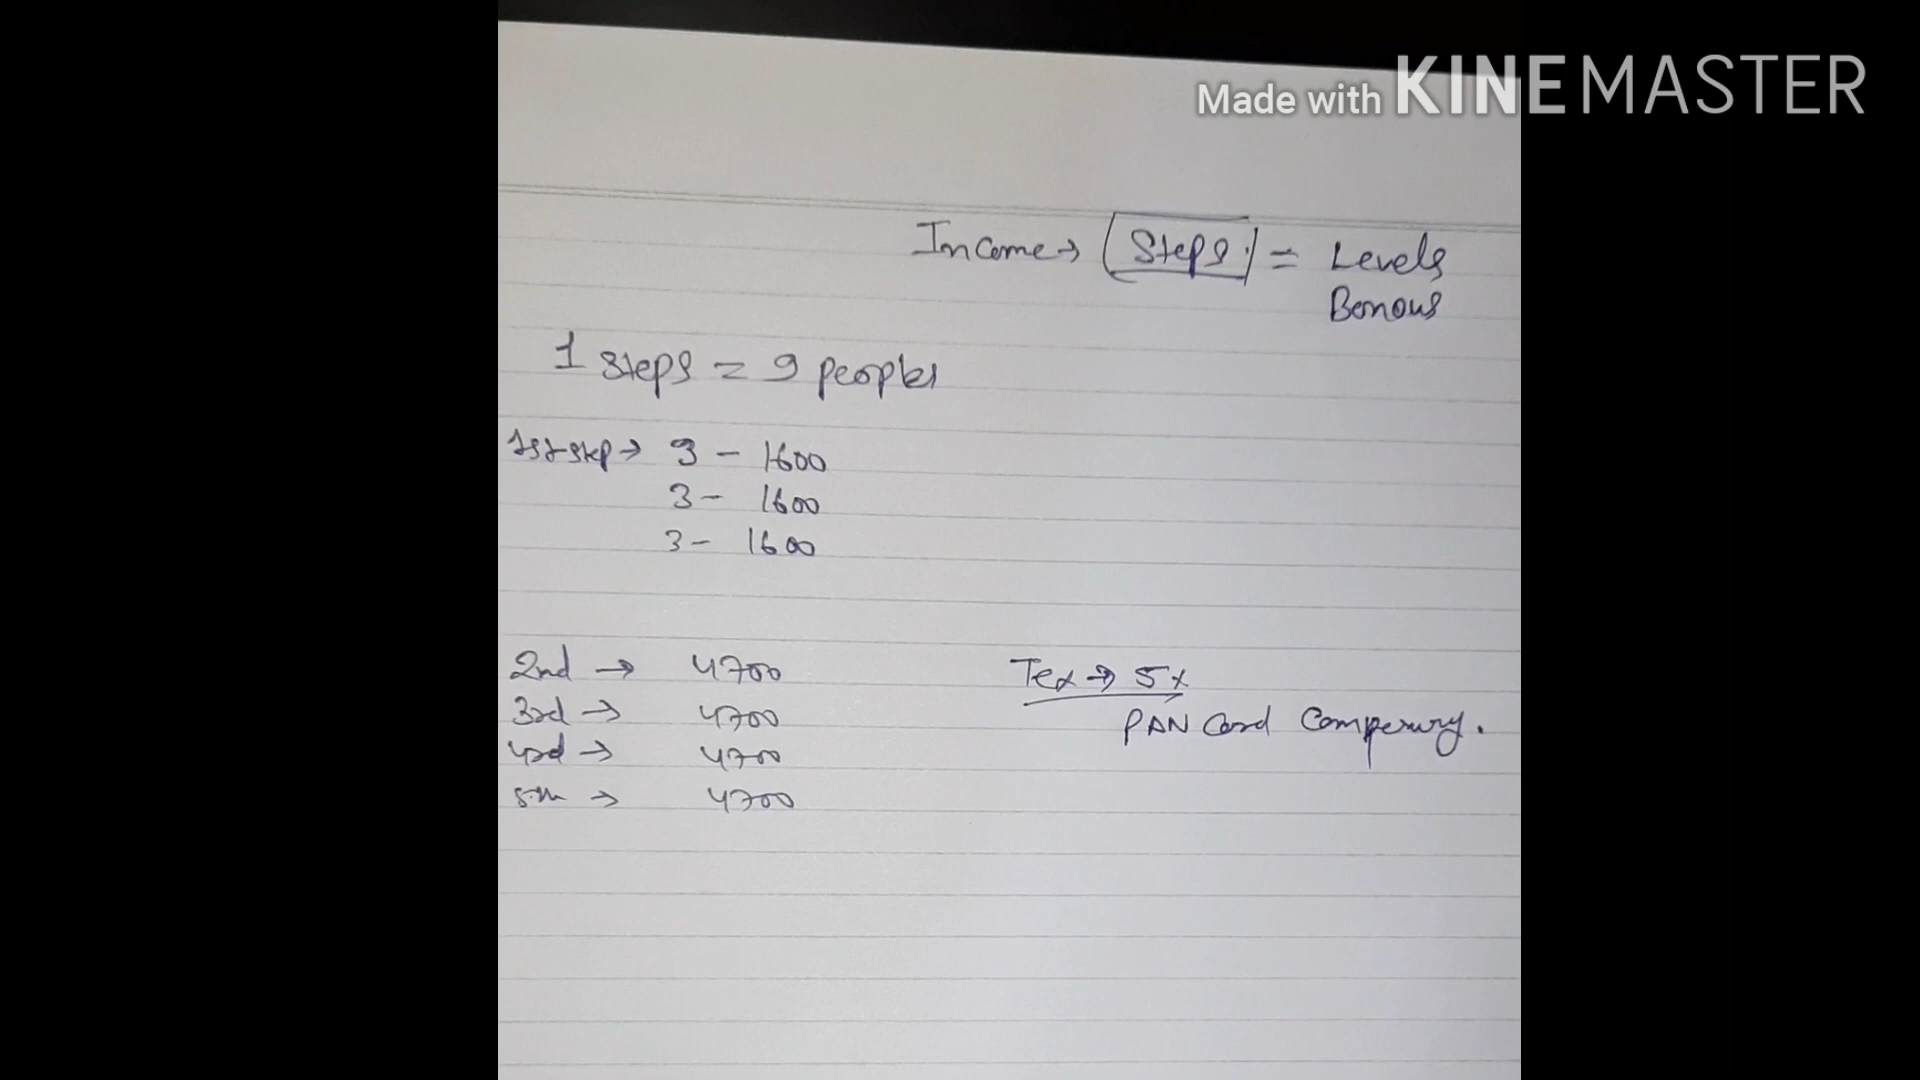 Made with KINEMASTER
Income → Steps. = Levels
Bonous
1 steps = 9 peoples
1st step → 3 - 1600
3 - 1600
3 - 1600
2nd → 4700
3rd → 4700
4rd → 4700
5th → 4700
Tex → 5%
PAN Card